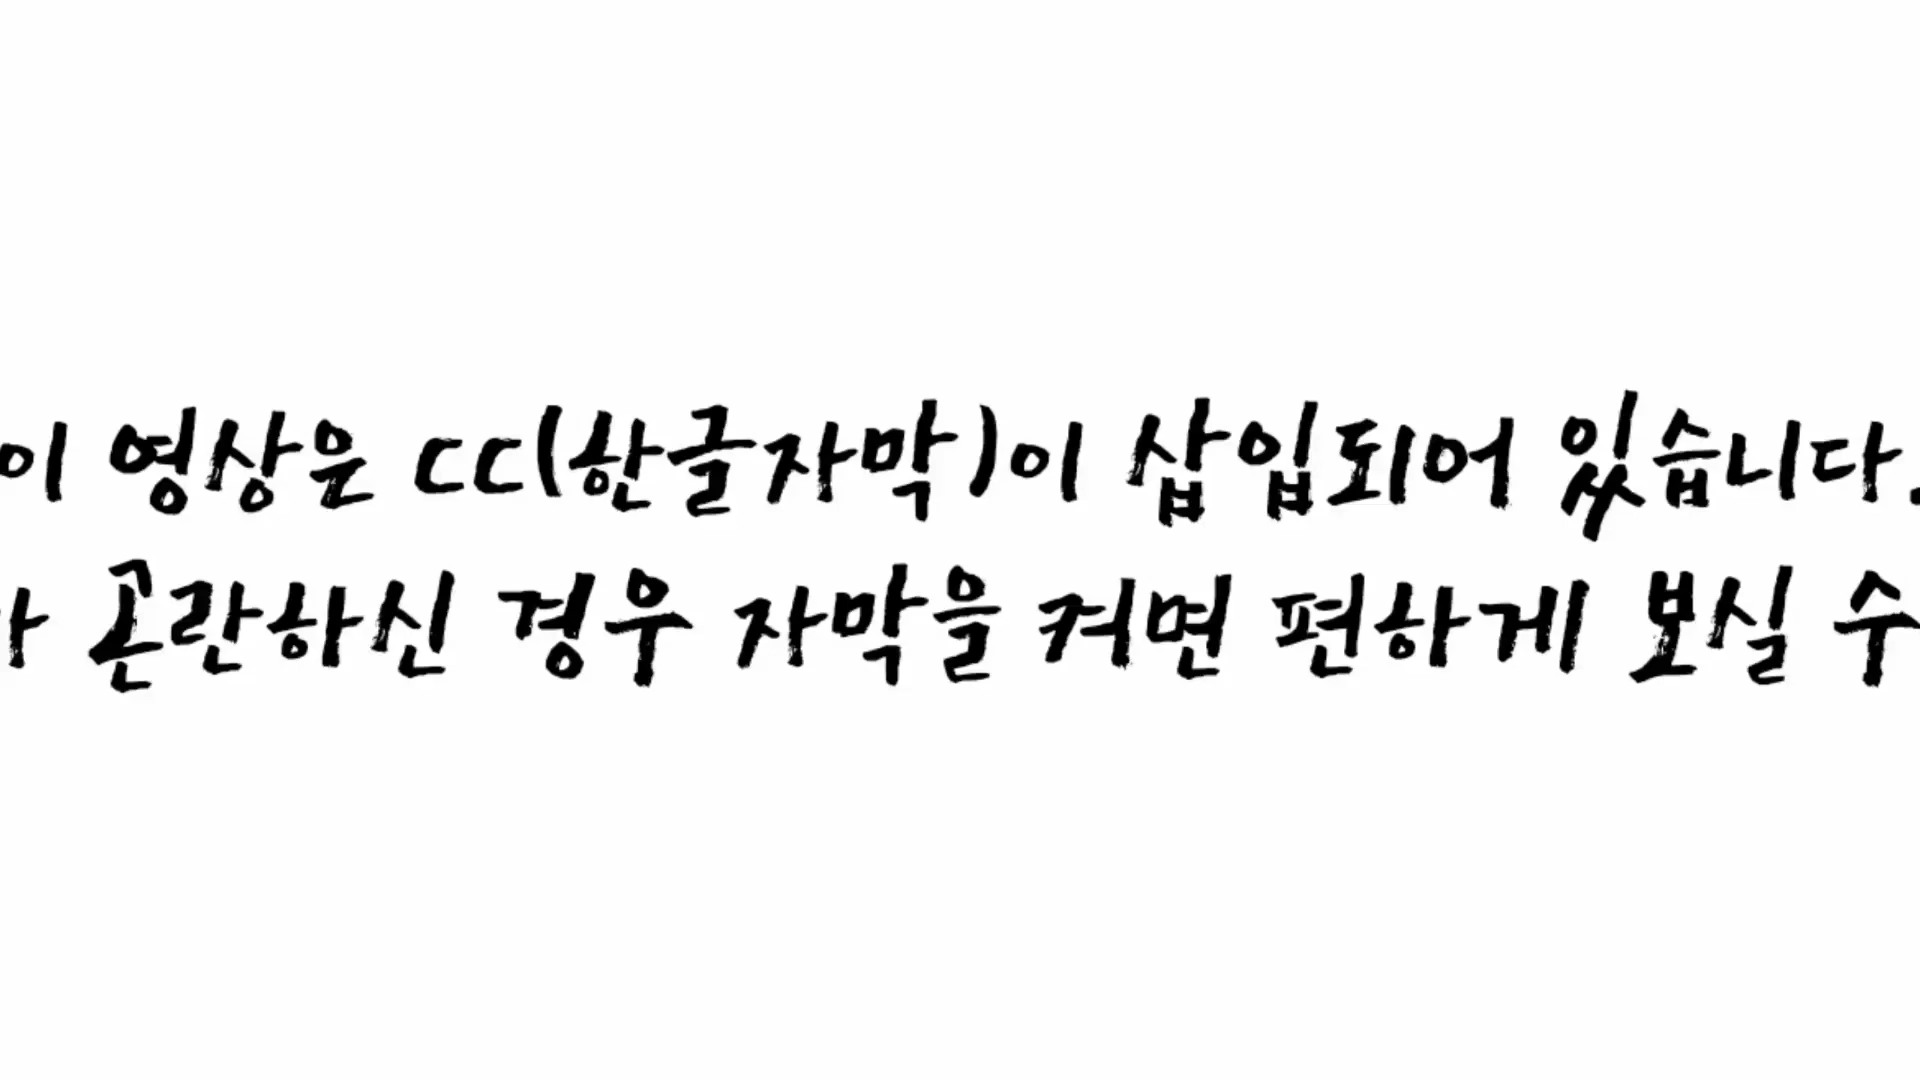 이 영상은 CC(한글자막)이 삽입되어 있습니다.
곤란하신 경우 자막을 켜면 편하게 보실 수